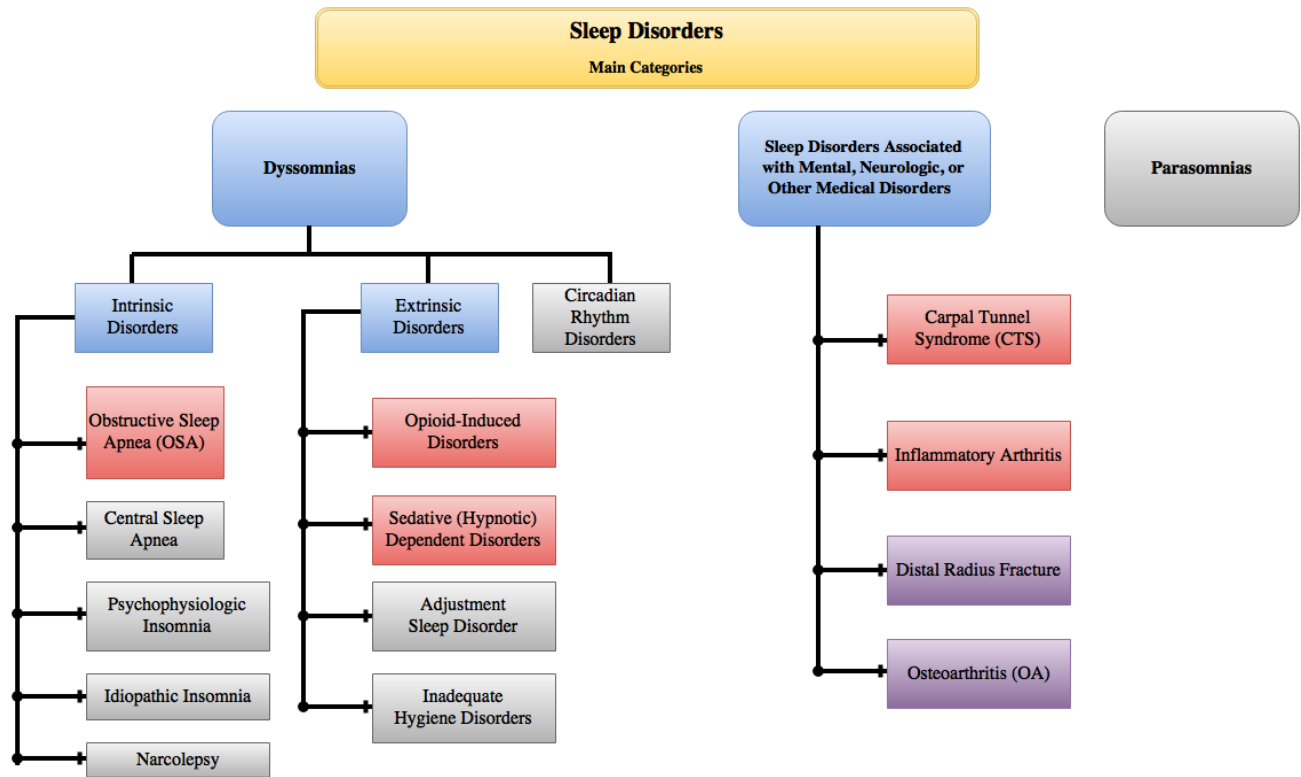 Sleep Disorders
Main Categories
Dyssomnias
Sleep Disorders Associated
with Mental, Neurologic, or
Other Medical Disorders
Parasomnias
Intrinsic
Disorders
Extrinsic
Disorders
Circadian
Rhythm
Disorders
Obstructive Sleep
Apnea (OSA)
Central Sleep
Apnea
Psychophysiologic
Insomnia
Idiopathic Insomnia
Narcolepsy
Opioid-Induced
Disorders
Sedative (Hypnotic)
Dependent Disorders
Adjustment
Sleep Disorder
Inadequate
Hygiene Disorders
Carpal Tunnel
Syndrome (CTS)
Inflammatory Arthritis
Distal Radius Fracture
Osteoarthritis (OA)